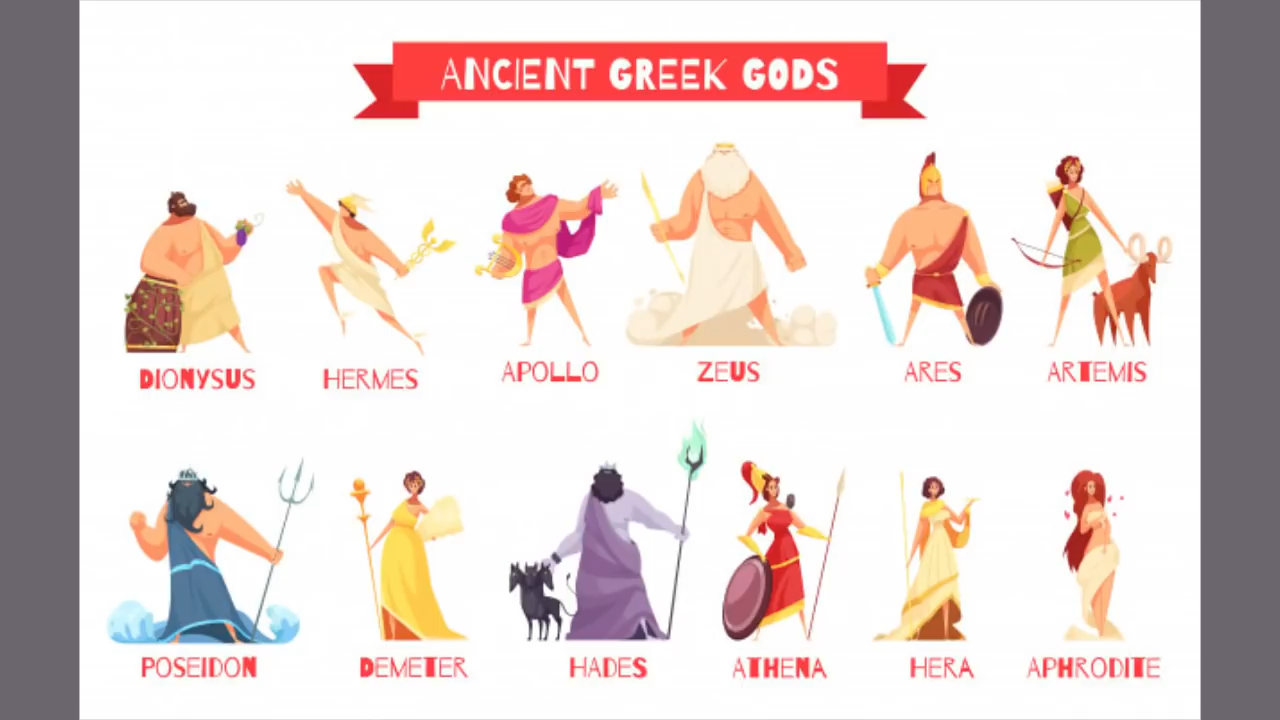 ANCIENT GREEK GODS
DIONYSUS
HERMES
APOLLO
ZEUS
ARES
ARTEMIS
POSEIDON
DEMETER
HADES
ATHENA
HERA
APHRODITE